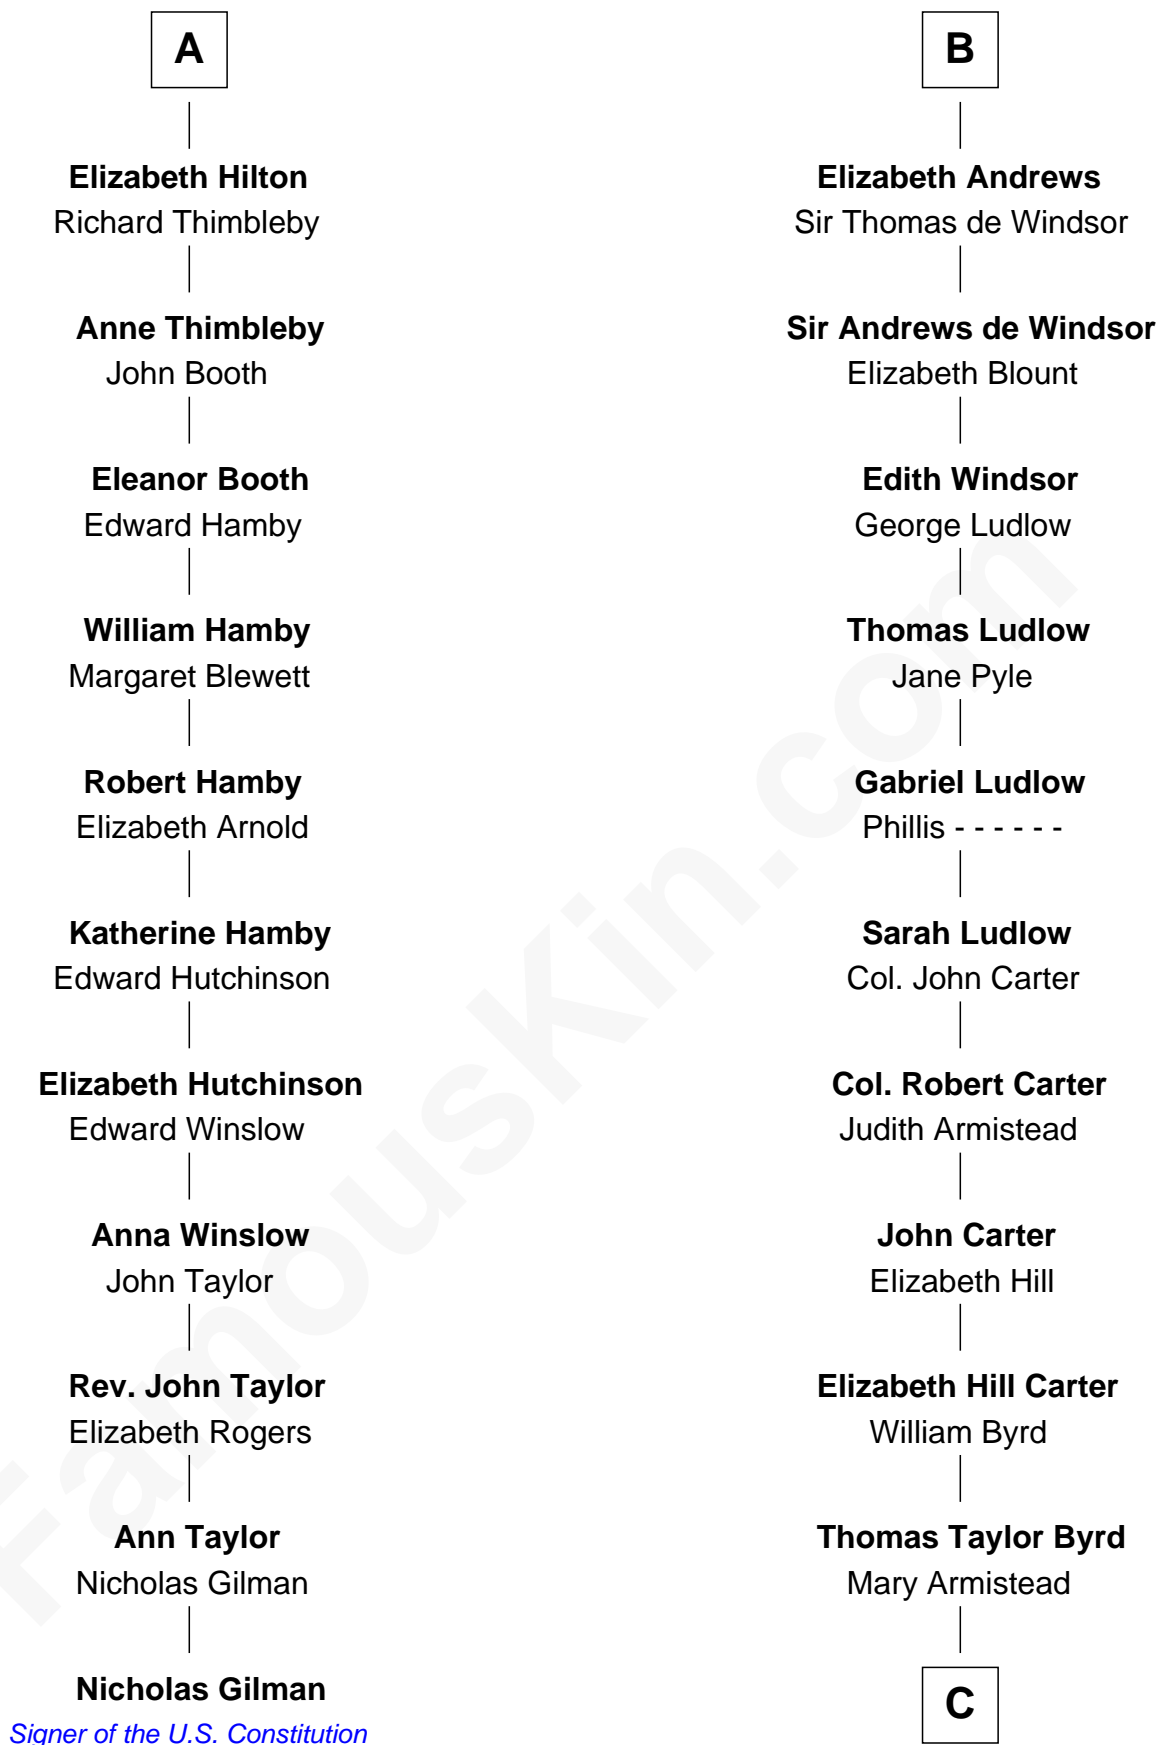 A
Elizabeth Hilton
Richard Thimbleby
Anne Thimbleby
John Booth
Eleanor Booth
Edward Hamby
William Hamby
Margaret Blewett
Robert Hamby
Elizabeth Arnold
Katherine Hamby
Edward Hutchinson
Elizabeth Hutchinson
Edward Winslow
Anna Winslow
John Taylor
Rev. John Taylor
Elizabeth Rogers
Ann Taylor
Nicholas Gilman
Nicholas Gilman
Signer of the U.S. Constitution
B
Elizabeth Andrews
Sir Thomas de Windsor
Sir Andrews de Windsor
Elizabeth Blount
Edith Windsor
George Ludlow
Thomas Ludlow
Jane Pyle
Gabriel Ludlow
Phillis - - - - - -
Sarah Ludlow
Col. John Carter
Col. Robert Carter
Judith Armistead
John Carter
Elizabeth Hill
Elizabeth Hill Carter
William Byrd
Thomas Taylor Byrd
Mary Armistead
C
FamousKin.com